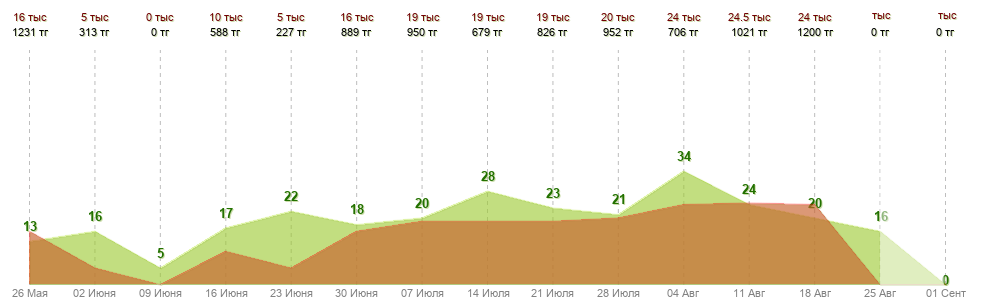 16 тыс 5 тыс 0 тыс 10 тыс 5 тыс 16 тыс 19 тыс 19 тыс 19 тыс 20 тыс 24 тыс 24.5 тыс 24 тыс тыс тыс
1231 тг 313 тг 0 тг 588 тг 227 тг 889 тг 950 тг 679 тг 826 тг 952 тг 706 тг 1021 тг 1200 тг 0 тг 0 тг
13 16 5 17 22 18 20 28 23 21 34 24 20 16 0
26 Мая 02 Июня 09 Июня 16 Июня 23 Июня 30 Июня 07 Июля 14 Июля 21 Июля 28 Июля 04 Авг 11 Авг 18 Авг 25 Авг 01 Сент